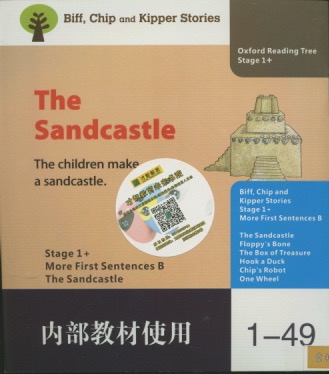 Biff, Chip and Kipper Stories
Oxford Reading Tree
Stage 1+
The
Sandcastle
The children make
a sandcastle.
Biff, Chip and
Kipper Stories
Stage 1+
More First Sentences B
The Sandcastle
Floppy's Bone
The Box of Treasure
Hook a Duck
Chip's Robot
One Wheel
Stage 1+
More First Sentences B
The Sandcastle
内部教材使用
1-49